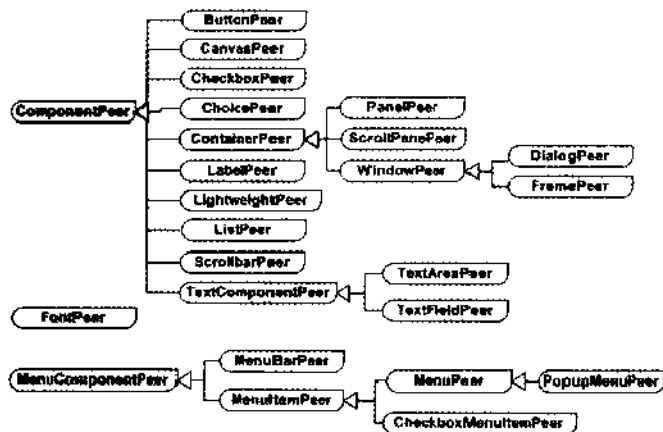 ButtonPeer
CanvasPeer
CheckboxPeer
ComponentPeer
ChoicePeer
PanelPeer
ContainerPeer
ScrollPanePeer
DialogPeer
LabelPeer
WindowPeer
FramePeer
LightweightPeer
ListPeer
ScrollbarPeer
TextAreaPeer
TextComponentPeer
FontPeer
TextFieldPeer
MenuBarPeer
MenuComponentPeer
MenuPeer
PopupMenuPeer
MenuItemPeer
CheckboxMenuItemPeer